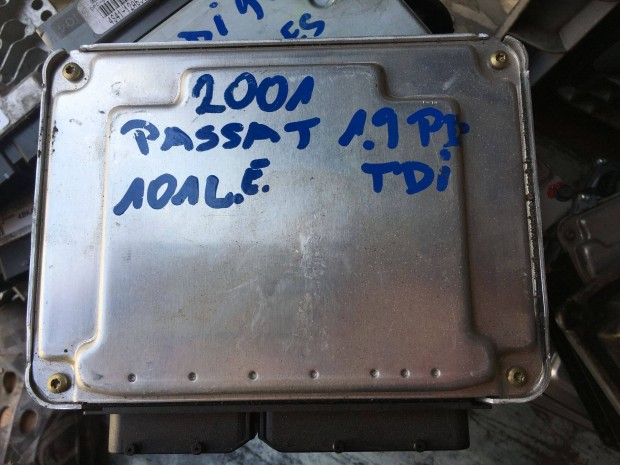 2001
PASSAT 1.9 PD
101 L.E. TDi